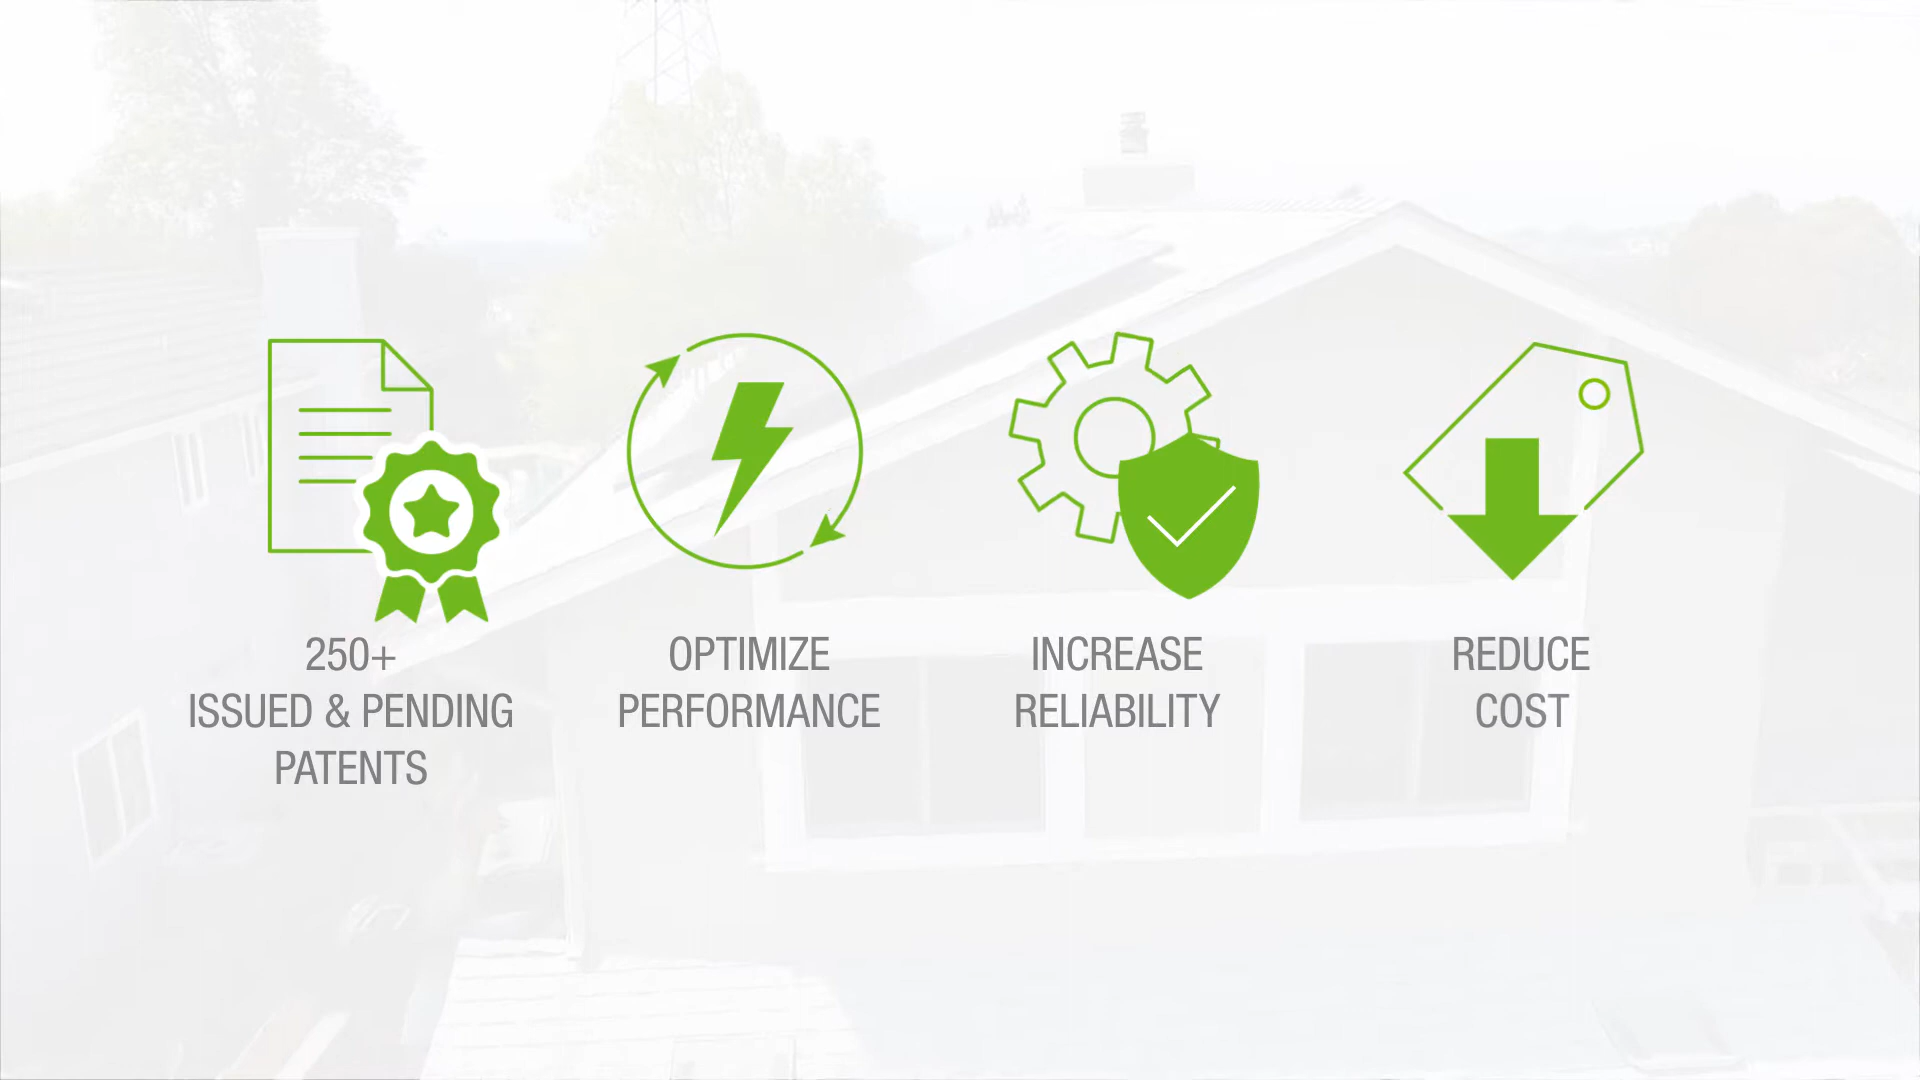 250+
ISSUED & PENDING
PATENTS
OPTIMIZE
PERFORMANCE
INCREASE
RELIABILITY
REDUCE
COST